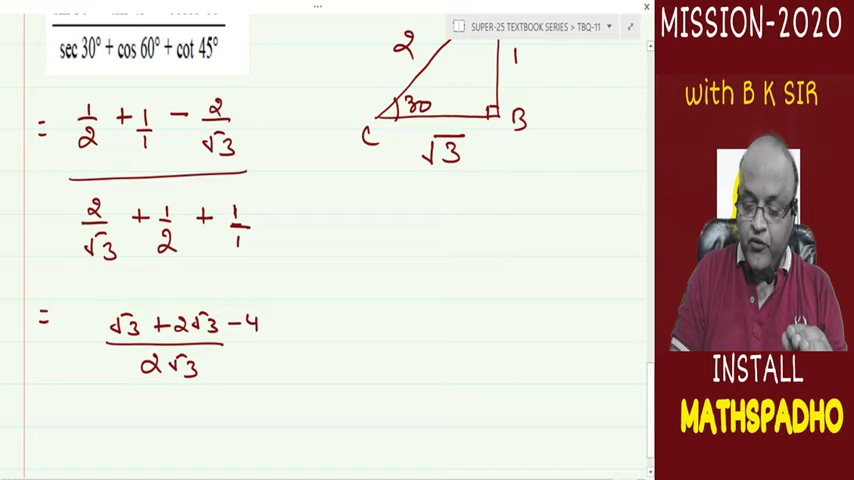 SUPER-25 TEXTBOOK SERIES > TBQ-11
MISSION-2020
with B K SIR
sec 30° + cos 60° + cot 45°
2
1
30
C
B
√3
= 1/2 + 1/1 - 2/√3
2/√3 + 1/2 + 1/1
= √3 + 2√3 - 4
2√3
INSTALL
MATHSPADHO